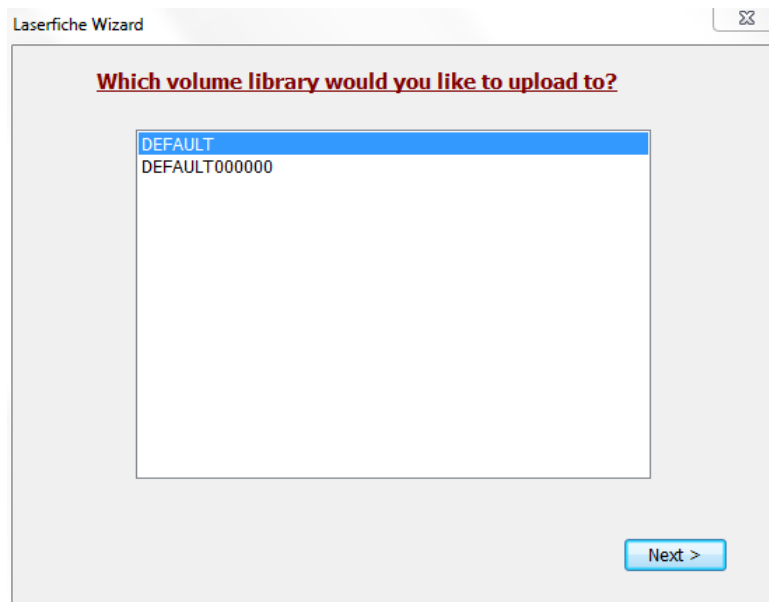 Laserfiche Wizard
Which volume library would you like to upload to?
DEFAULT
DEFAULT000000
Next >